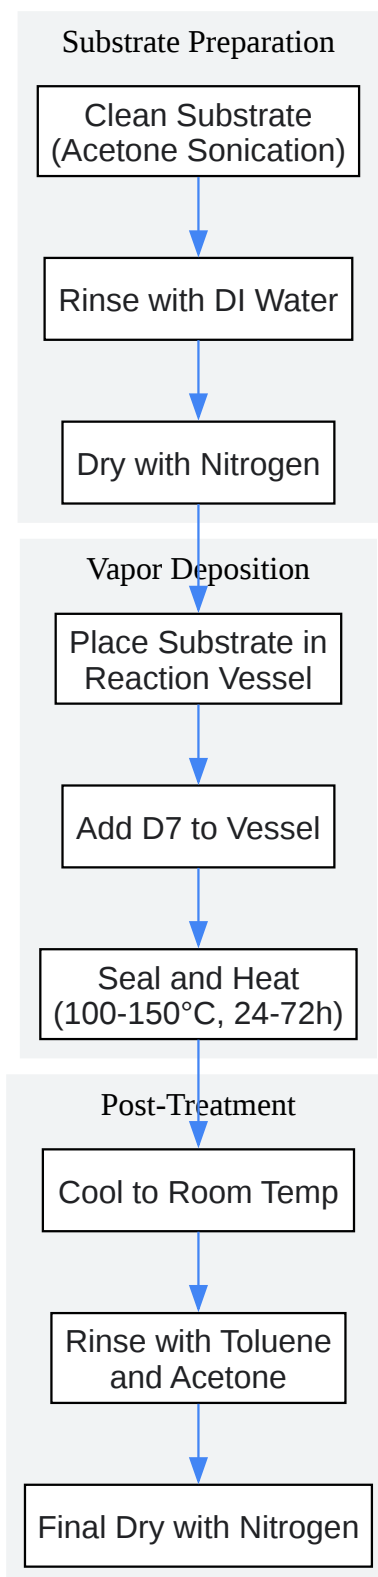 Substrate Preparation
Clean Substrate
(Acetone Sonication)
Rinse with DI Water
Dry with Nitrogen
Vapor Deposition
Place Substrate in
Reaction Vessel
Add D7 to Vessel
Seal and Heat
(100-150°C, 24-72h)
Post-Treatment
Cool to Room Temp
Rinse with Toluene
and Acetone
Final Dry with Nitrogen